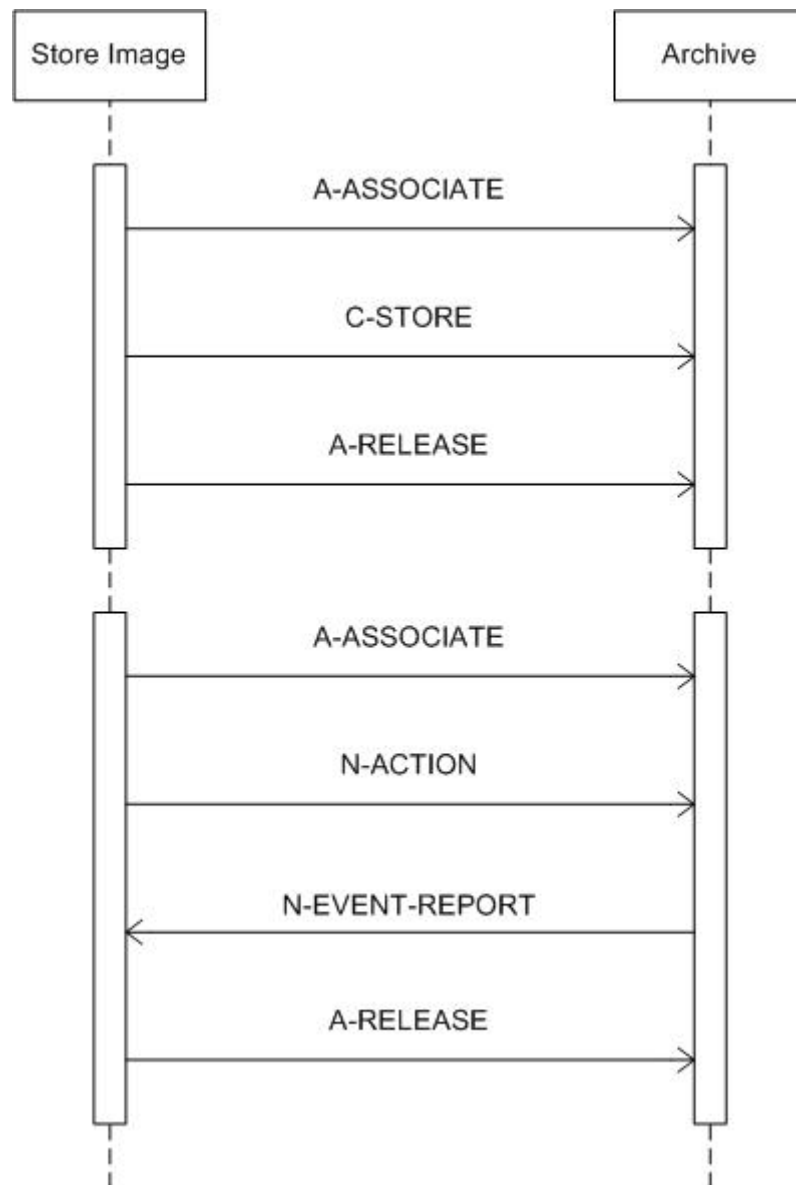 Store Image
Archive
A-ASSOCIATE
C-STORE
A-RELEASE
A-ASSOCIATE
N-ACTION
N-EVENT-REPORT
A-RELEASE